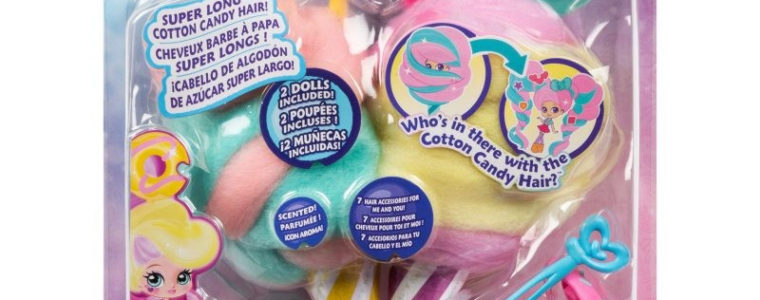 SUPER LONG
COTTON CANDY HAIR!
CHEVEUX BARBE À PAPA
SUPER LONGS !
¡CABELLO DE ALGODÓN
DE AZÚCAR SUPER LARGO!
2 DOLLS
INCLUDED!
2 POUPÉES
INCLUSES !
¡2 MUÑECAS
INCLUIDAS!
Who's in there with the
Cotton Candy Hair?
SCENTED!
PARFUMÉE !
¡CON AROMA!
7 HAIR ACCESSORIES FOR
ME AND YOU!
7 ACCESSOIRES POUR
CHEVEUX POUR TOI ET MOI !
7 ACCESORIOS PARA TU
CABELLO Y EL MÍO